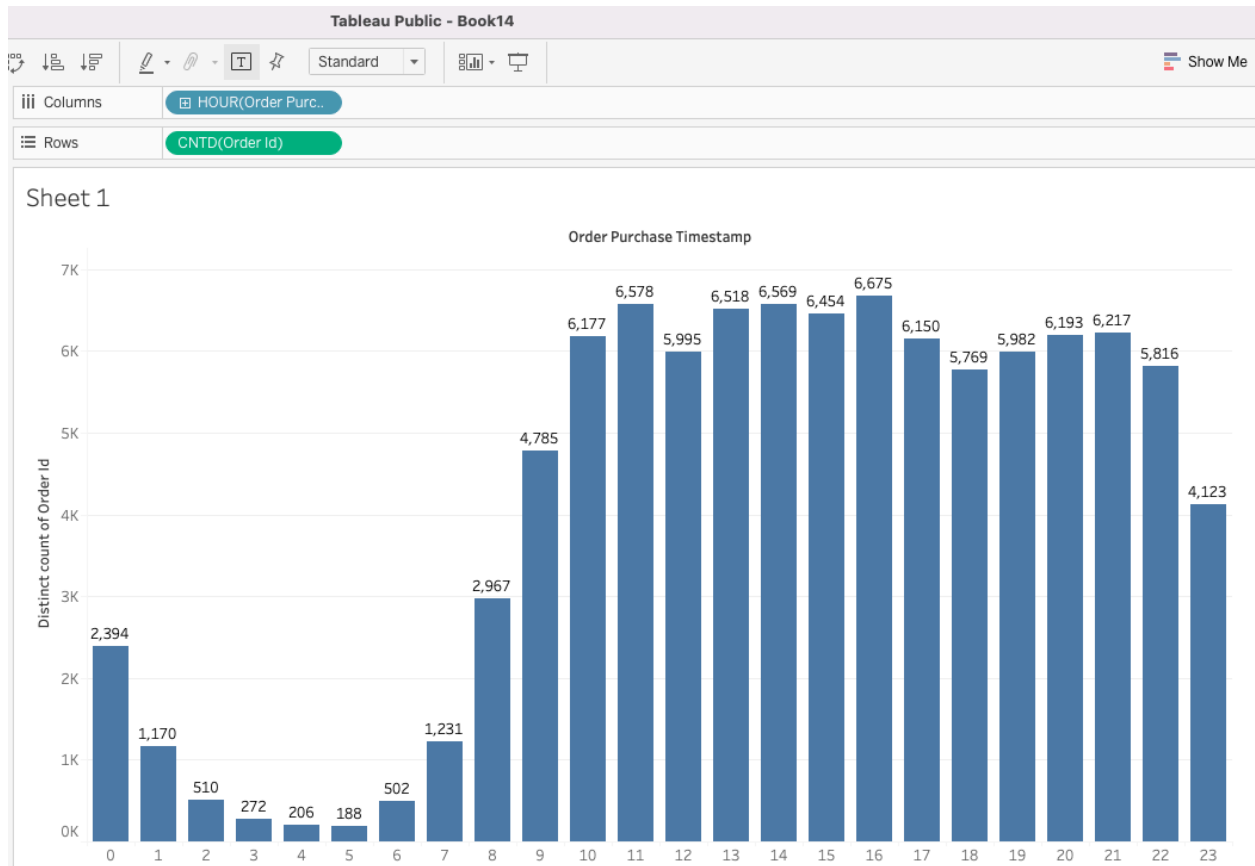 Tableau Public - Book14
T Standard Show Me
Columns HOUR(Order Purc..
Rows CNTD(Order Id)
Sheet 1
Order Purchase Timestamp
Distinct count of Order Id
7K
6K
5K
4K
3K
2K
1K
0K
2,394
1,170
510
272
206
188
502
1,231
2,967
4,785
6,177
6,578
5,995
6,518
6,569
6,454
6,675
6,150
5,769
5,982
6,193
6,217
5,816
4,123
0 1 2 3 4 5 6 7 8 9 10 11 12 13 14 15 16 17 18 19 20 21 22 23